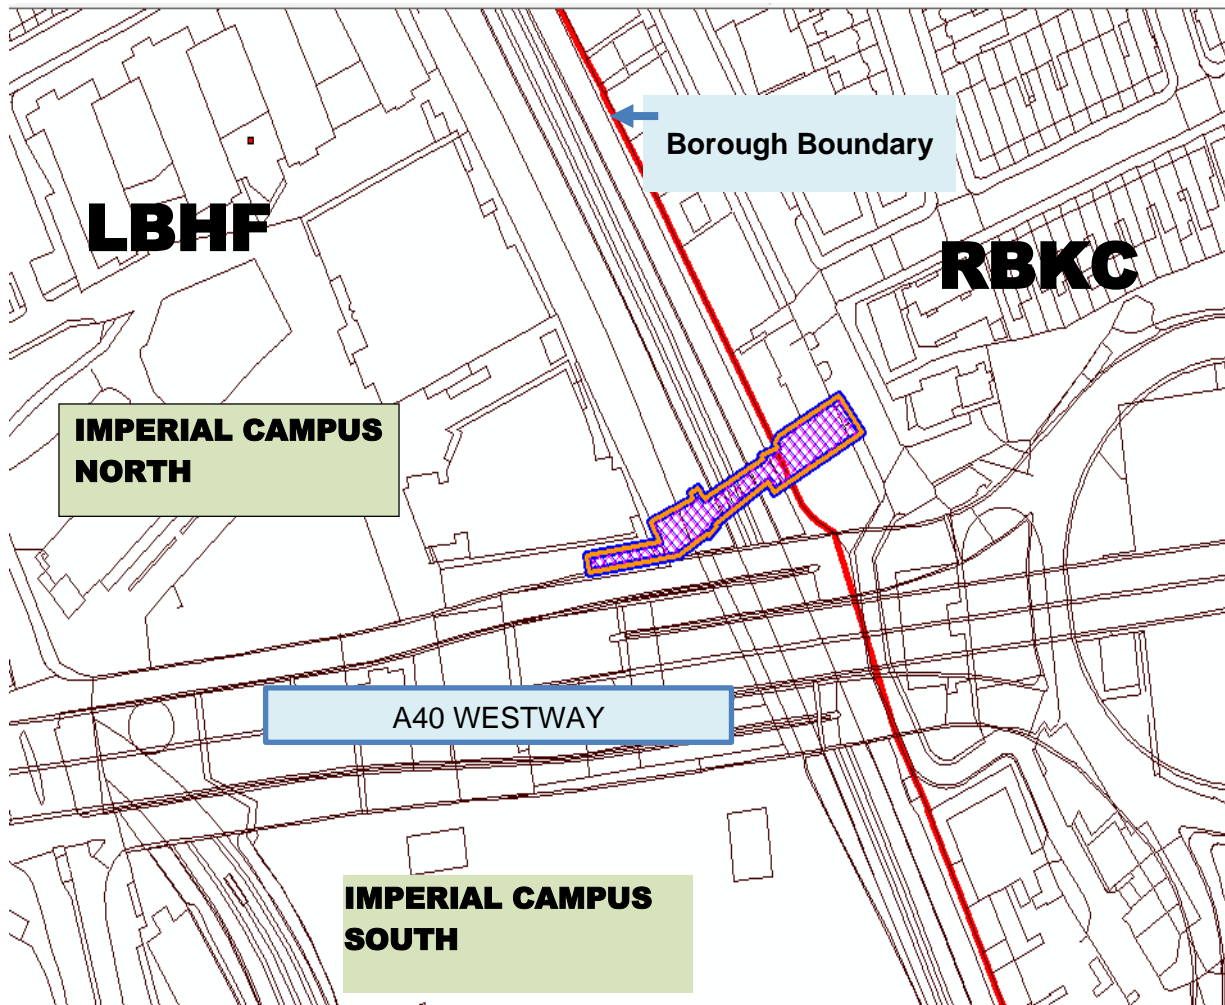 Borough Boundary
LBHF
RBKC
IMPERIAL CAMPUS
NORTH
A40 WESTWAY
IMPERIAL CAMPUS
SOUTH